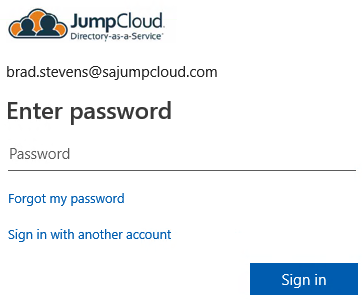 JumpCloud
Directory-as-a-Service®
brad.stevens@sajumpcloud.com
Enter password
Password
Forgot my password
Sign in with another account
Sign in